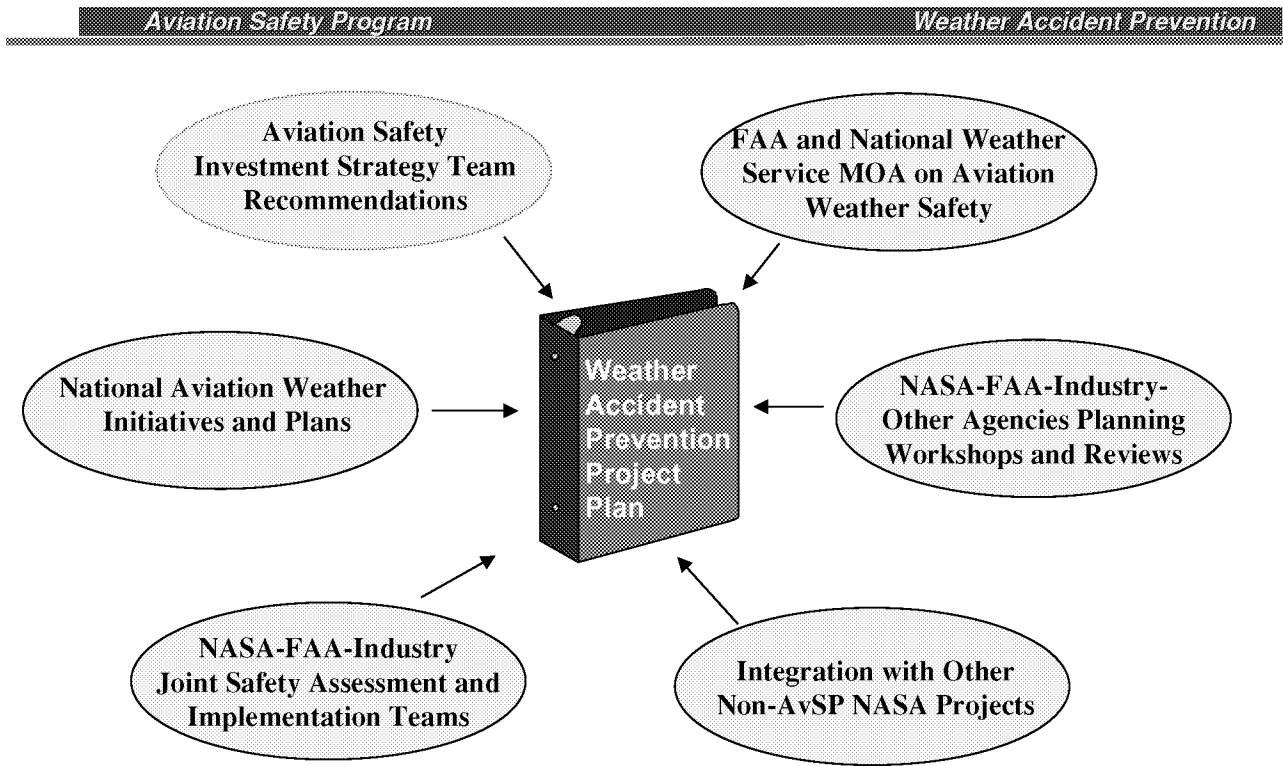 Aviation Safety Program
Weather Accident Prevention
Aviation Safety
Investment Strategy Team
Recommendations
FAA and National Weather
Service MOA on Aviation
Weather Safety
National Aviation Weather
Initiatives and Plans
Weather
Accident
Prevention
Project
Plan
NASA-FAA-Industry-
Other Agencies Planning
Workshops and Reviews
NASA-FAA-Industry
Joint Safety Assessment and
Implementation Teams
Integration with Other
Non-AvSP NASA Projects